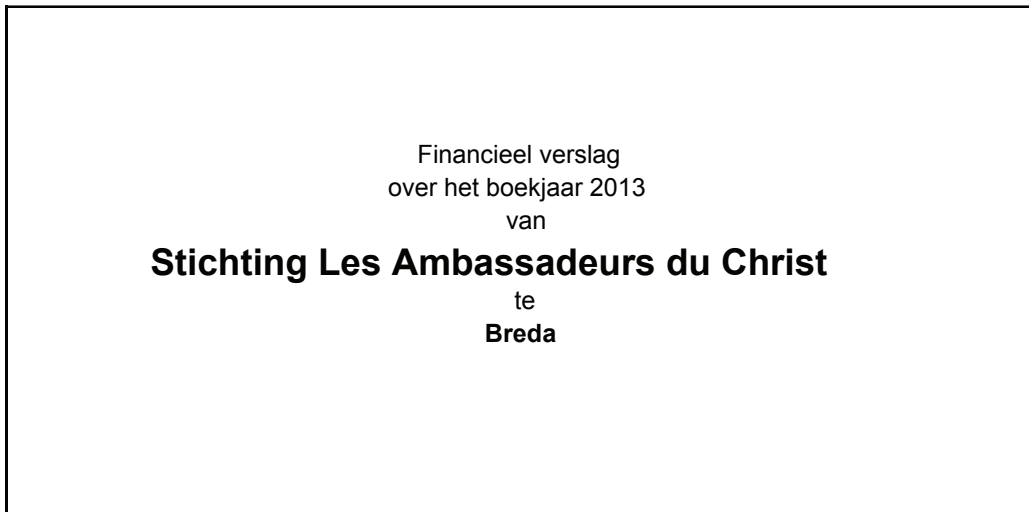 Financieel verslag
over het boekjaar 2013
van
Stichting Les Ambassadeurs du Christ
te
Breda